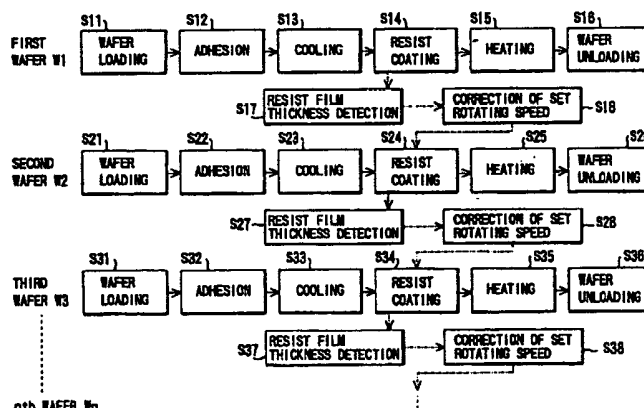 S11 S12 S13 S14 S15 S16
FIRST
WAFER W1
WAFER
LOADING
ADHESION
COOLING
RESIST
COATING
HEATING
WAFER
UNLOADING
S17
RESIST FILM
THICKNESS DETECTION
CORRECTION OF SET
ROTATING SPEED
S18
S21 S22 S23 S24 S25
SECOND
WAFER W2
WAFER
LOADING
ADHESION
COOLING
RESIST
COATING
HEATING
WAFER
UNLOADING
S27
RESIST FILM
THICKNESS DETECTION
CORRECTION OF SET
ROTATING SPEED
S28
S31 S32 S33 S34 S35 S36
THIRD
WAFER W3
WAFER
LOADING
ADHESION
COOLING
RESIST
COATING
HEATING
WAFER
UNLOADING
S37
RESIST FILM
THICKNESS DETECTION
CORRECTION OF SET
ROTATING SPEED
S38
nth WAFER Wn